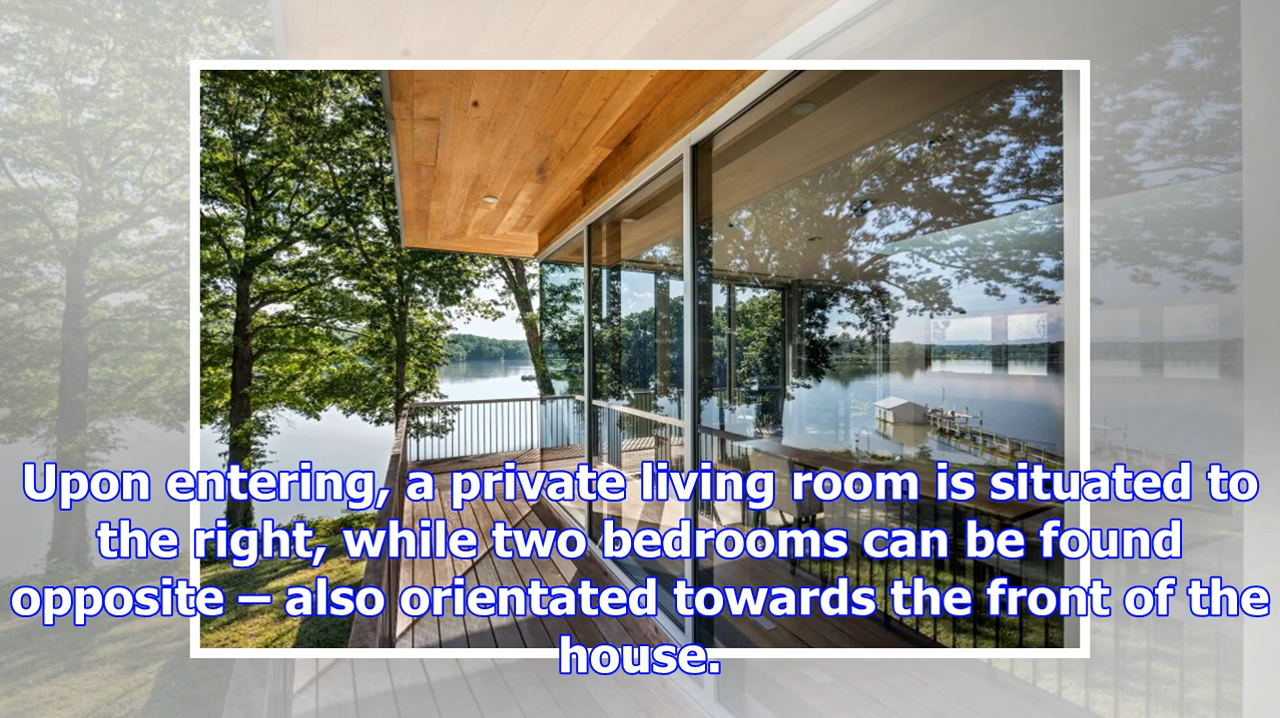 Upon entering, a private living room is situated to
the right, while two bedrooms can be found
opposite – also orientated towards the front of the
house.